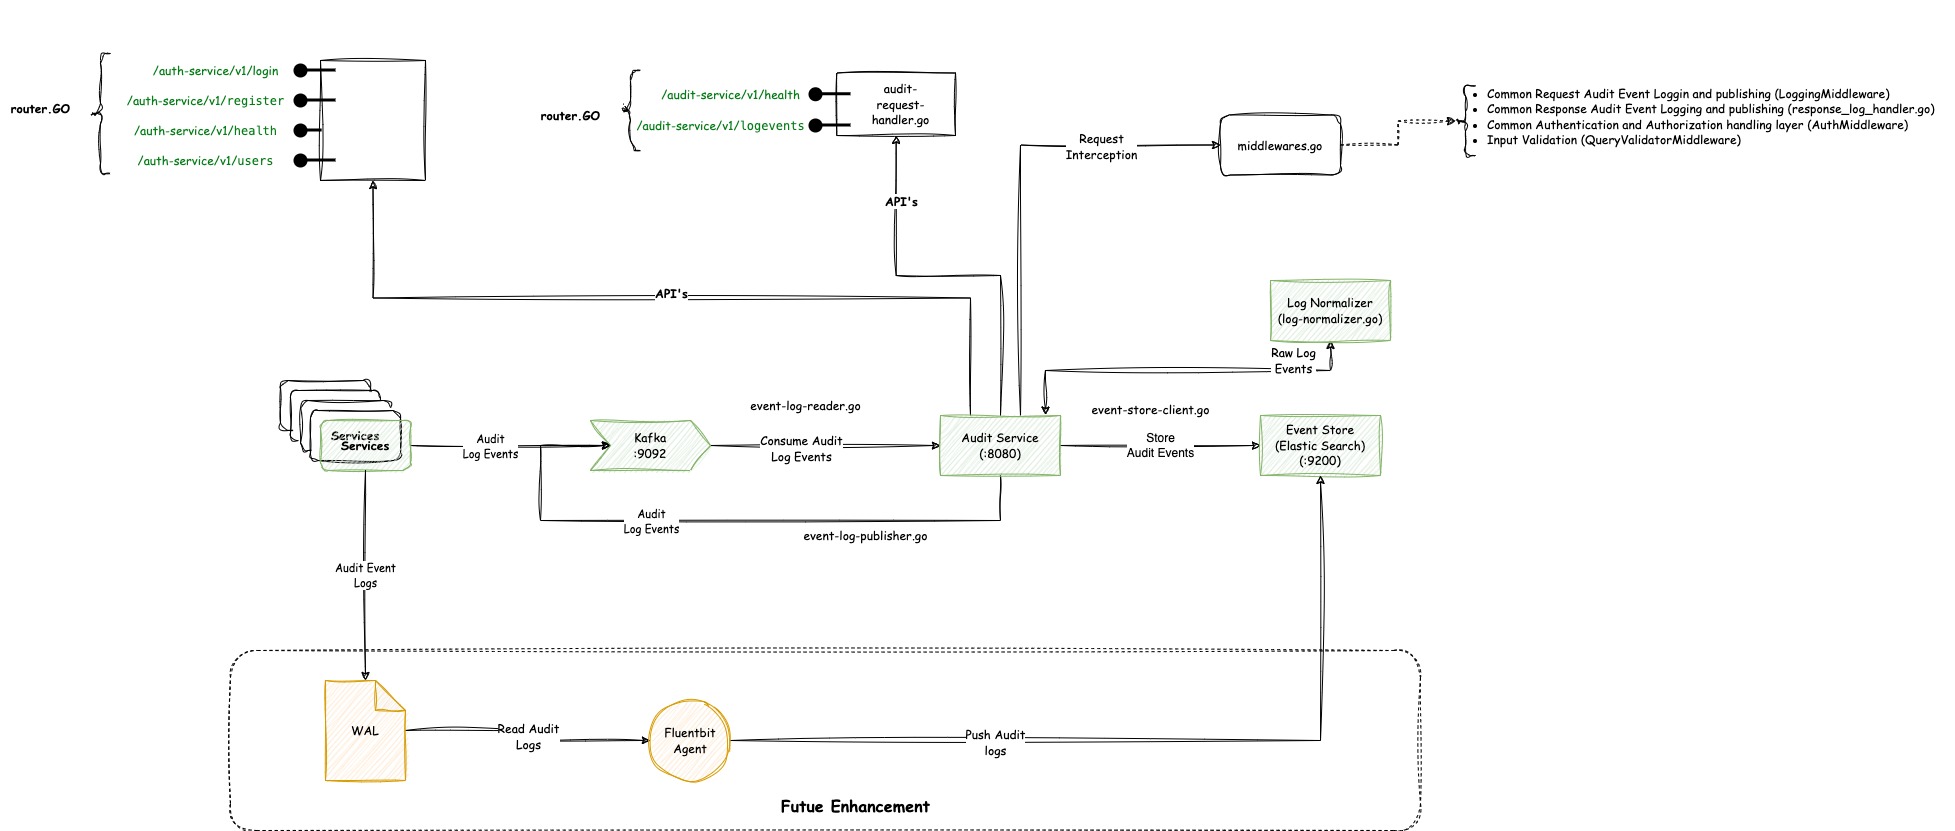 router.GO
/auth-service/v1/login
/auth-service/v1/register
/auth-service/v1/health
/auth-service/v1/users
router.GO
/audit-service/v1/health
/audit-service/v1/logevents
audit-
request-
handler.go
API's
API's
Request
Interception
middlewares.go
• Common Request Audit Event Loggin and publishing (LoggingMiddleware)
• Common Response Audit Event Logging and publishing (response_log_handler.go)
• Common Authentication and Authorization handling layer (AuthMiddleware)
• Input Validation (QueryValidatorMiddleware)
Log Normalizer
(log-normalizer.go)
Raw Log
Events
Services
Services
Audit
Log Events
Kafka
:9092
event-log-reader.go
Consume Audit
Log Events
Audit Service
(:8080)
event-store-client.go
Store
Audit Events
Event Store
(Elastic Search)
(:9200)
Audit
Log Events
event-log-publisher.go
Audit Event
Logs
WAL
Read Audit
Logs
Fluentbit
Agent
Push Audit
logs
Futue Enhancement